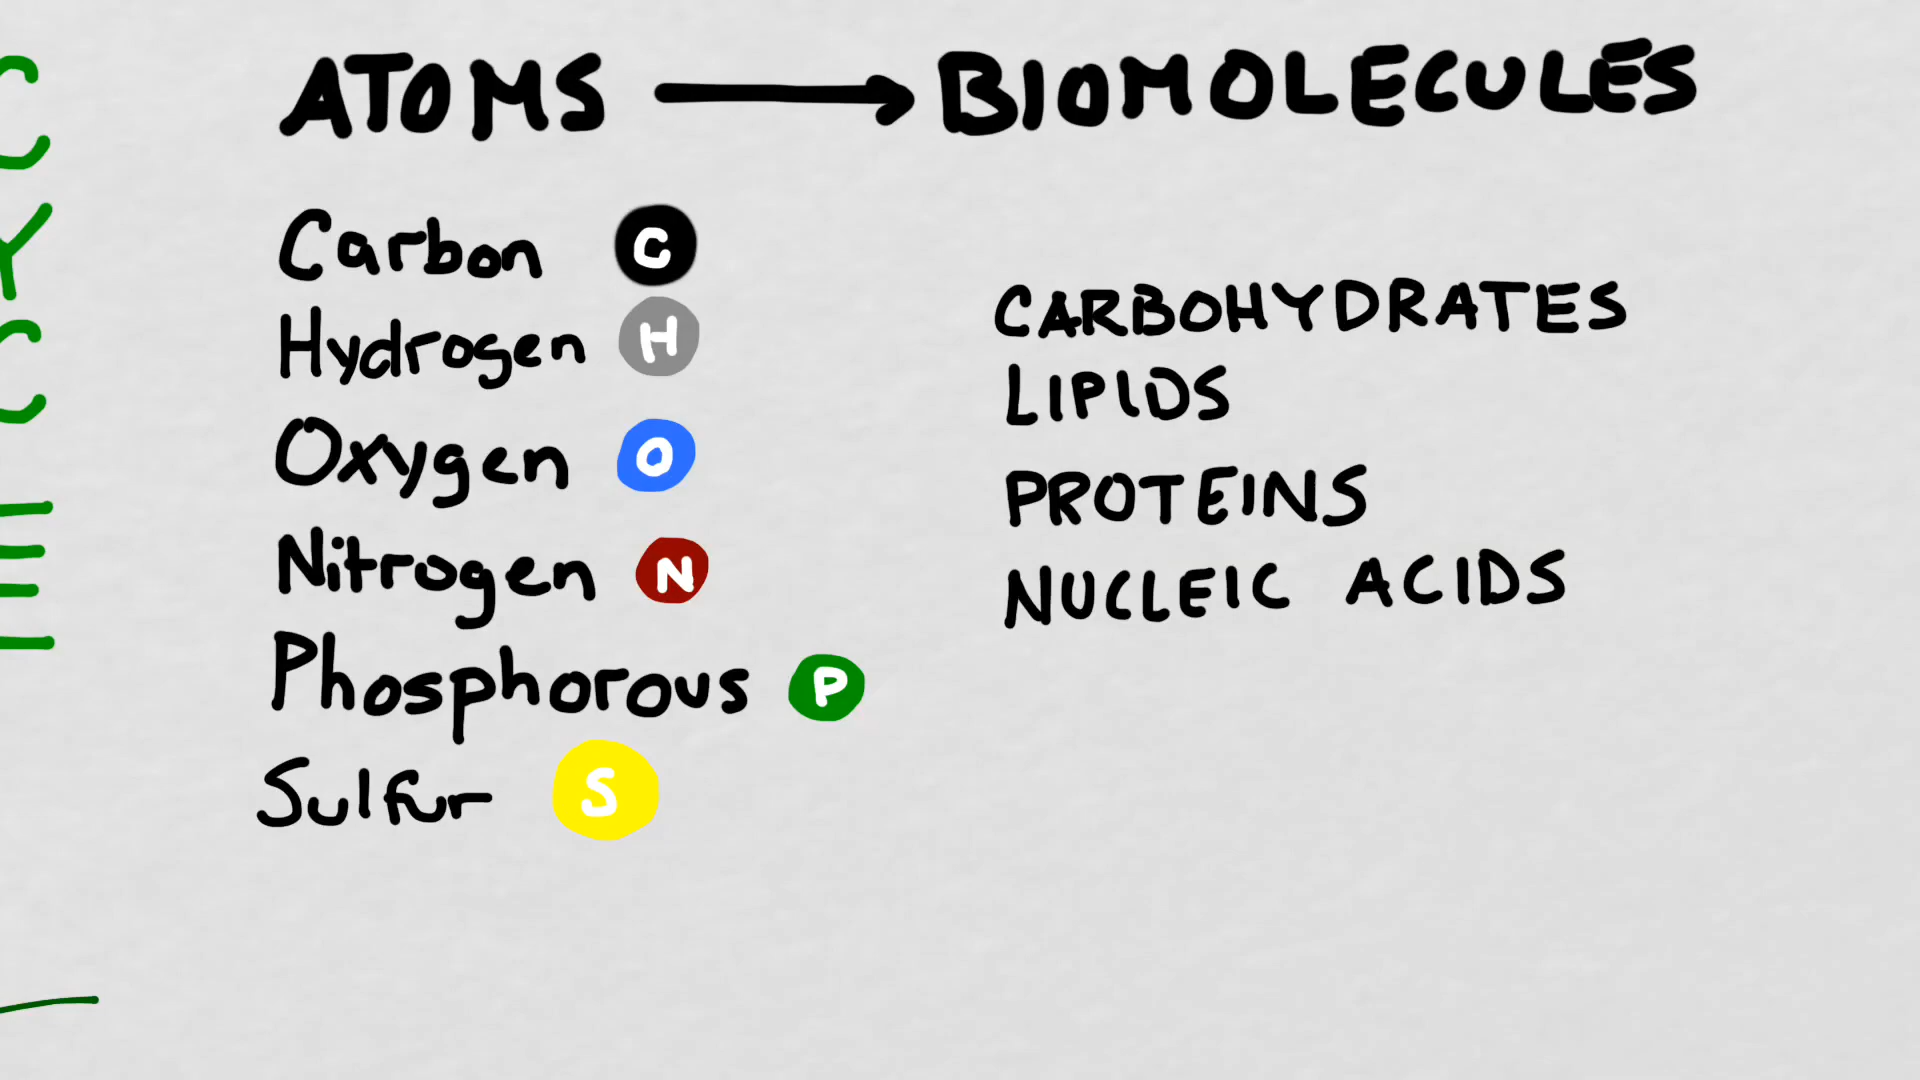 ATOMS → BIOMOLECULES
Carbon C
Hydrogen H
Oxygen O
Nitrogen N
Phosphorous P
Sulfur S
CARBOHYDRATES
LIPIDS
PROTEINS
NUCLEIC ACIDS